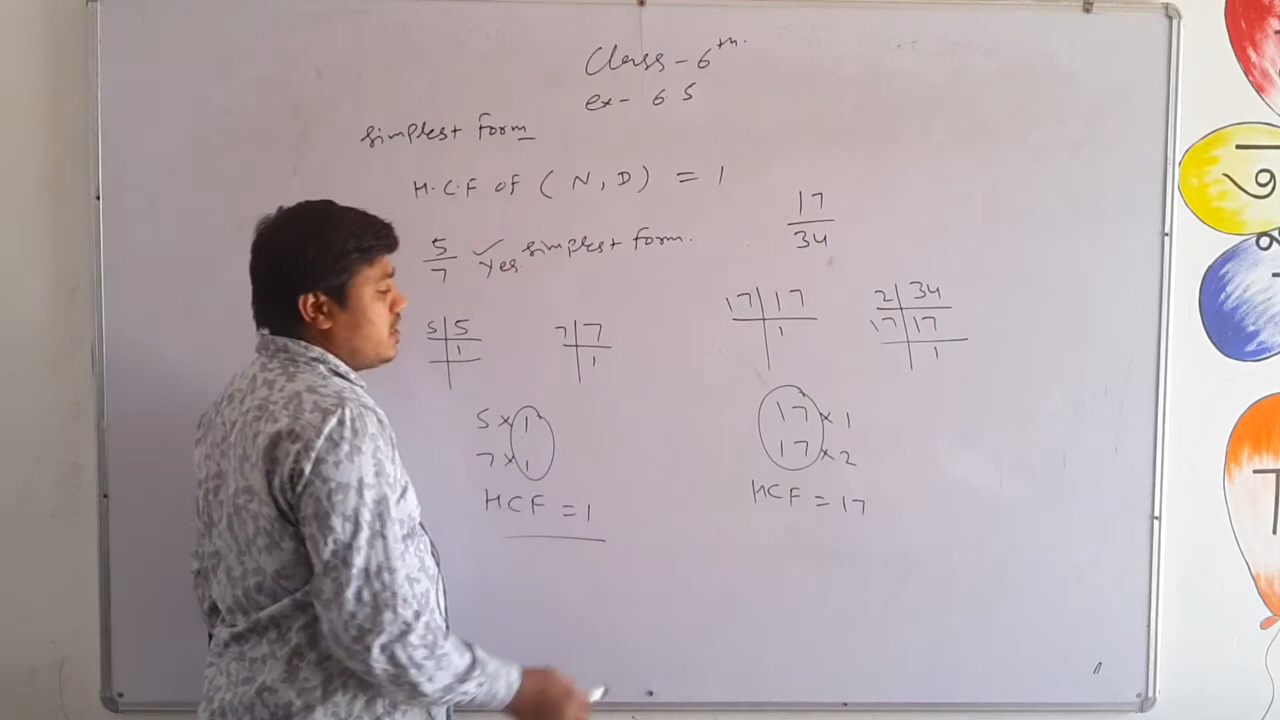 Class - 6th.
ex - 6.5
simplest form
H.C.F of (N, D) = 1
5/7 ✓ Yes. simplest form.
17/34
5 | 5
1
7 | 7
1
17 | 17
1
2 | 34
17 | 17
1
5 × 1
7 × 1
HCF = 1
17 × 1
17 × 2
HCF = 17